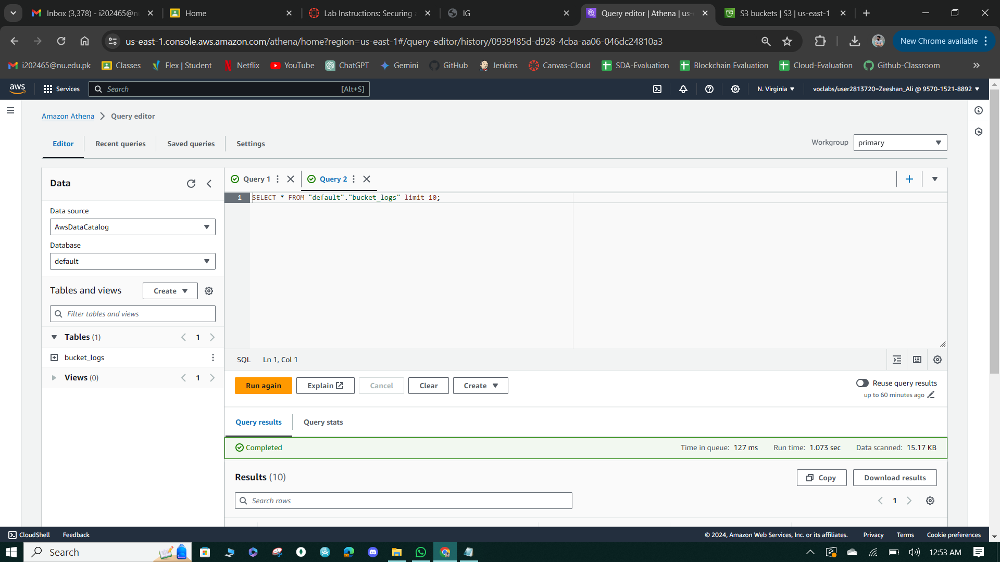 Inbox (3,378) - i202465@n
Home
Lab Instructions: Securing
IG
Query editor | Athena | us-
S3 buckets | S3 | us-east-1
us-east-1.console.aws.amazon.com/athena/home?region=us-east-1#/query-editor/history/0939485d-d928-4cba-aa06-046dc24810a3
New Chrome available
i202465@nu.edu.pk
Classes
Flex | Student
Netflix
YouTube
ChatGPT
Gemini
GitHub
Jenkins
Canvas-Cloud
SDA-Evaluation
Blockchain Evaluation
Cloud-Evaluation
Github-Classroom
aws
Services
Search
[Alt+S]
N. Virginia
voclabs/user2813720=Zeeshan_Ali @ 9570-1521-8892
Amazon Athena
Query editor
Editor
Recent queries
Saved queries
Settings
Workgroup
primary
Data
Query 1
Query 2
1 SELECT * FROM "default"."bucket_logs" limit 10;
Data source
AwsDataCatalog
Database
default
Tables and views
Create
Filter tables and views
Tables (1)
1
bucket_logs
Views (0)
1
SQL
Ln 1, Col 1
Run again
Explain
Cancel
Clear
Create
Reuse query results
up to 60 minutes ago
Query results
Query stats
Completed
Time in queue: 127 ms
Run time: 1.073 sec
Data scanned: 15.17 KB
Results (10)
Copy
Download results
Search rows
1
CloudShell
Feedback
© 2024, Amazon Web Services, Inc. or its affiliates.
Privacy
Terms
Cookie preferences
Search
12:53 AM